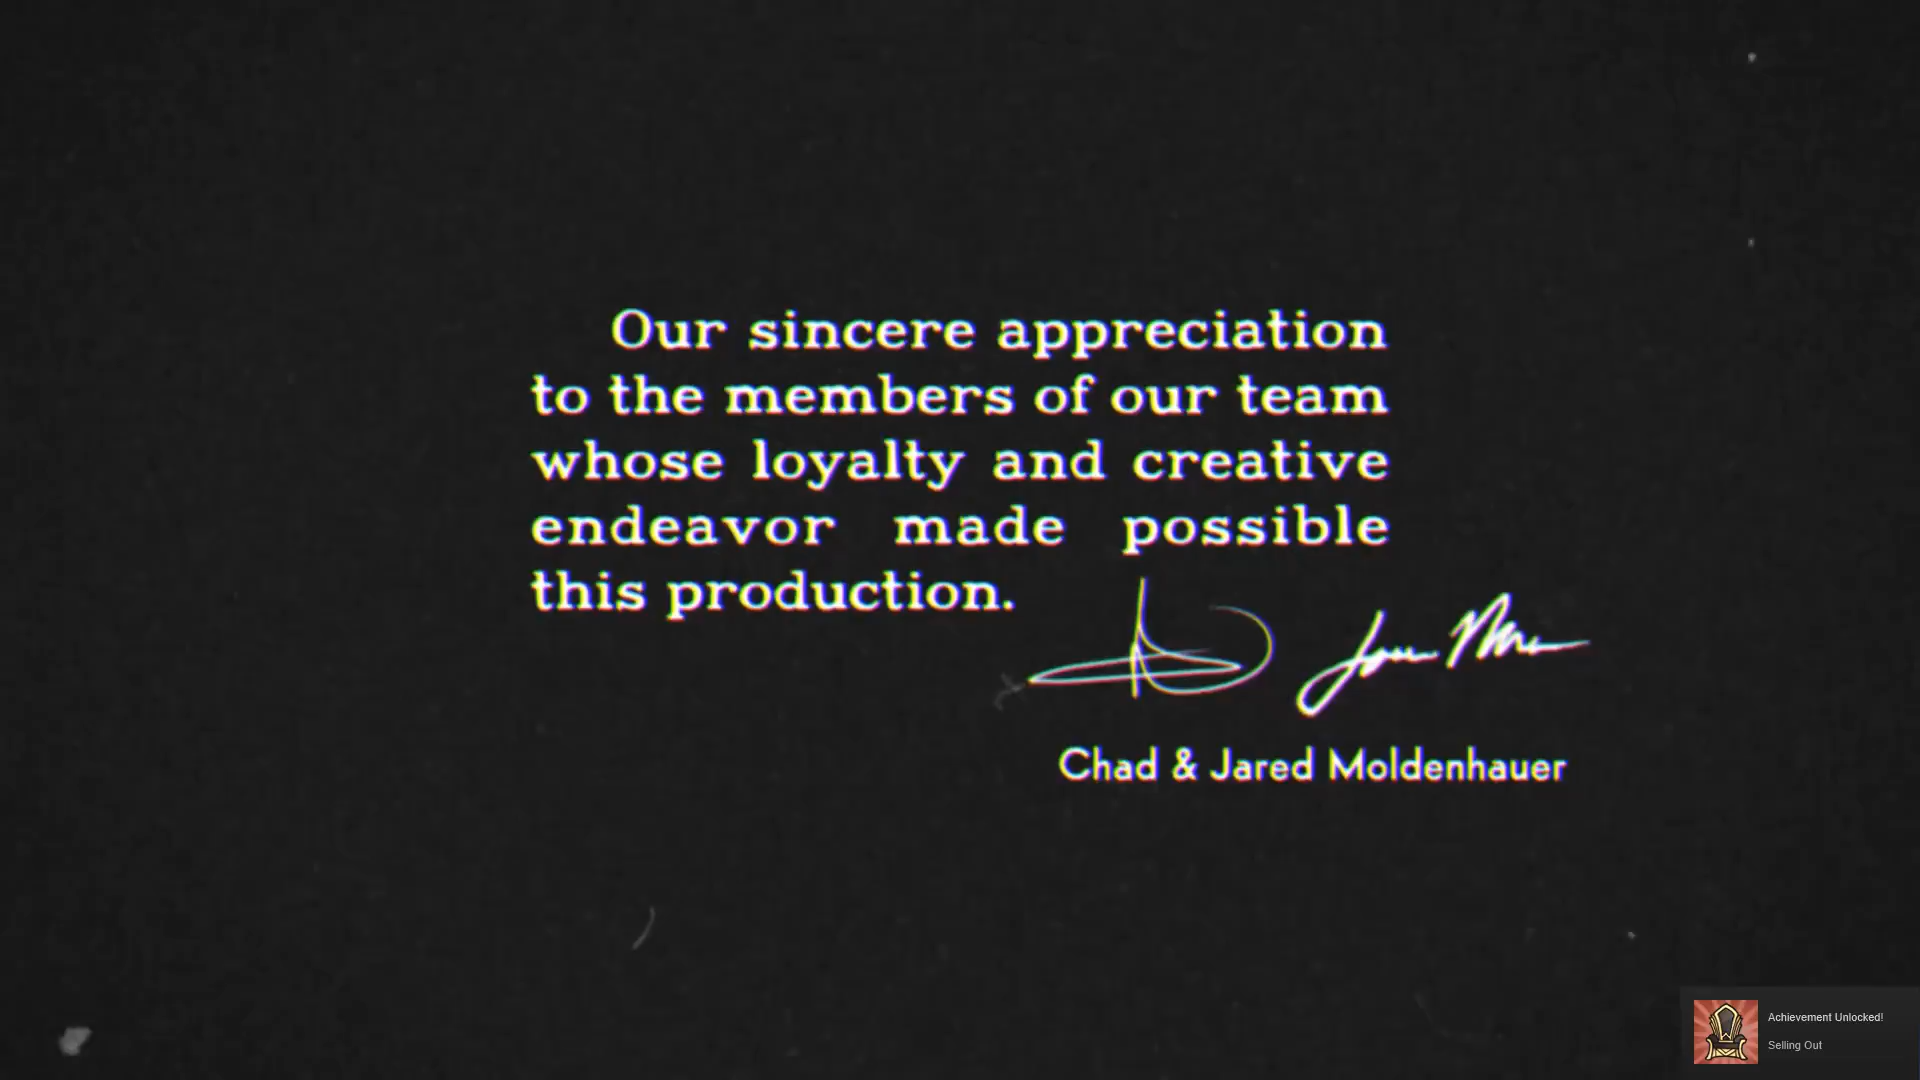 Our sincere appreciation
to the members of our team
whose loyalty and creative
endeavor made possible
this production.
Chad & Jared Moldenhauer
Achievement Unlocked!
Selling Out